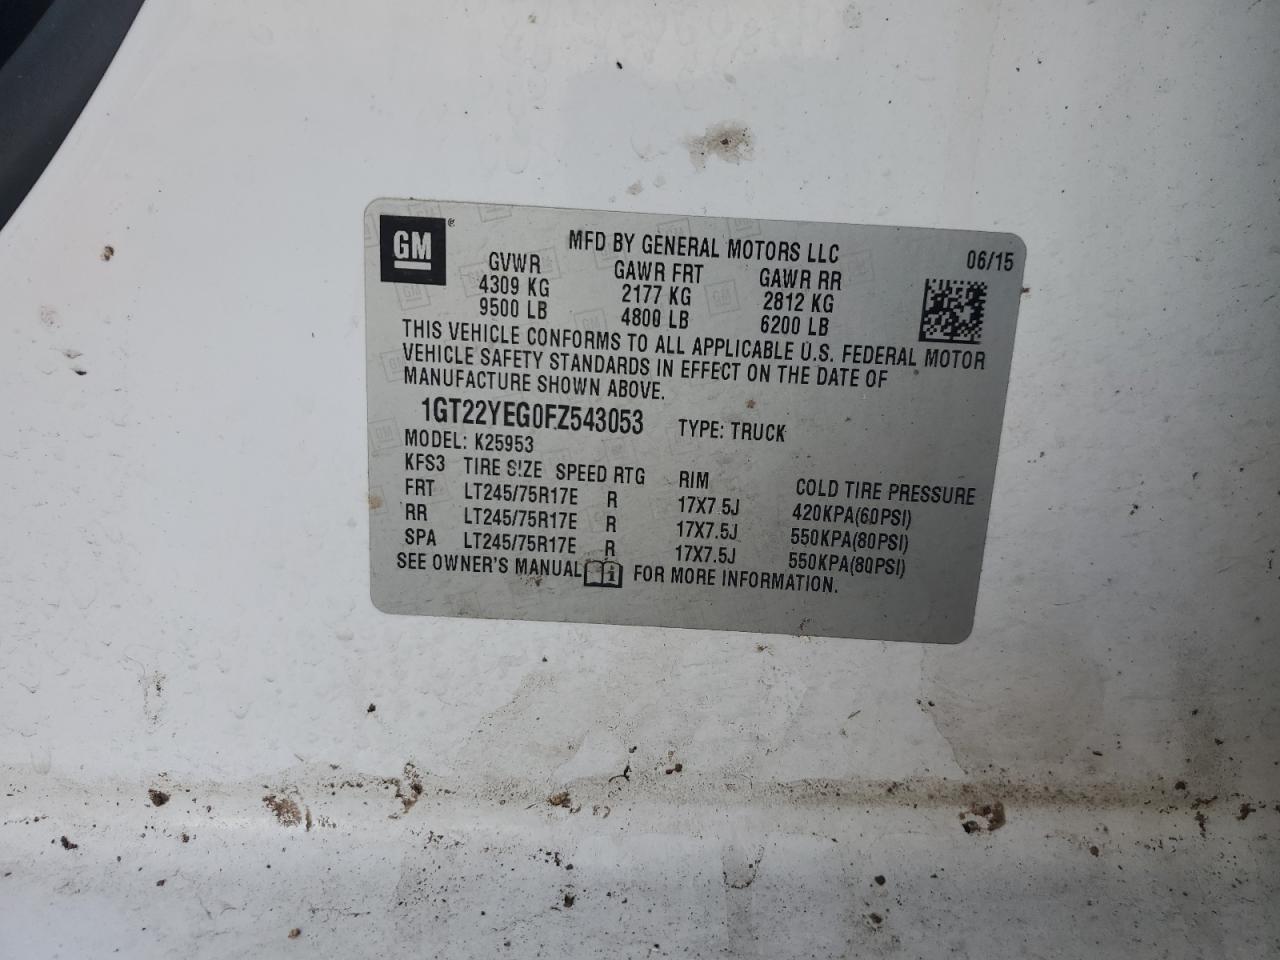 GM®
MFD BY GENERAL MOTORS LLC 06/15
GVWR GAWR FRT GAWR RR
4309 KG 2177 KG 2812 KG
9500 LB 4800 LB 6200 LB
THIS VEHICLE CONFORMS TO ALL APPLICABLE U.S. FEDERAL MOTOR
VEHICLE SAFETY STANDARDS IN EFFECT ON THE DATE OF
MANUFACTURE SHOWN ABOVE.
1GT22YEG0FZ543053 TYPE: TRUCK
MODEL: K25953
KFS3 TIRE SIZE SPEED RTG RIM COLD TIRE PRESSURE
FRT LT245/75R17E R 17X7.5J 420KPA(60PSI)
RR LT245/75R17E R 17X7.5J 550KPA(80PSI)
SPA LT245/75R17E R 17X7.5J 550KPA(80PSI)
SEE OWNER'S MANUAL FOR MORE INFORMATION.